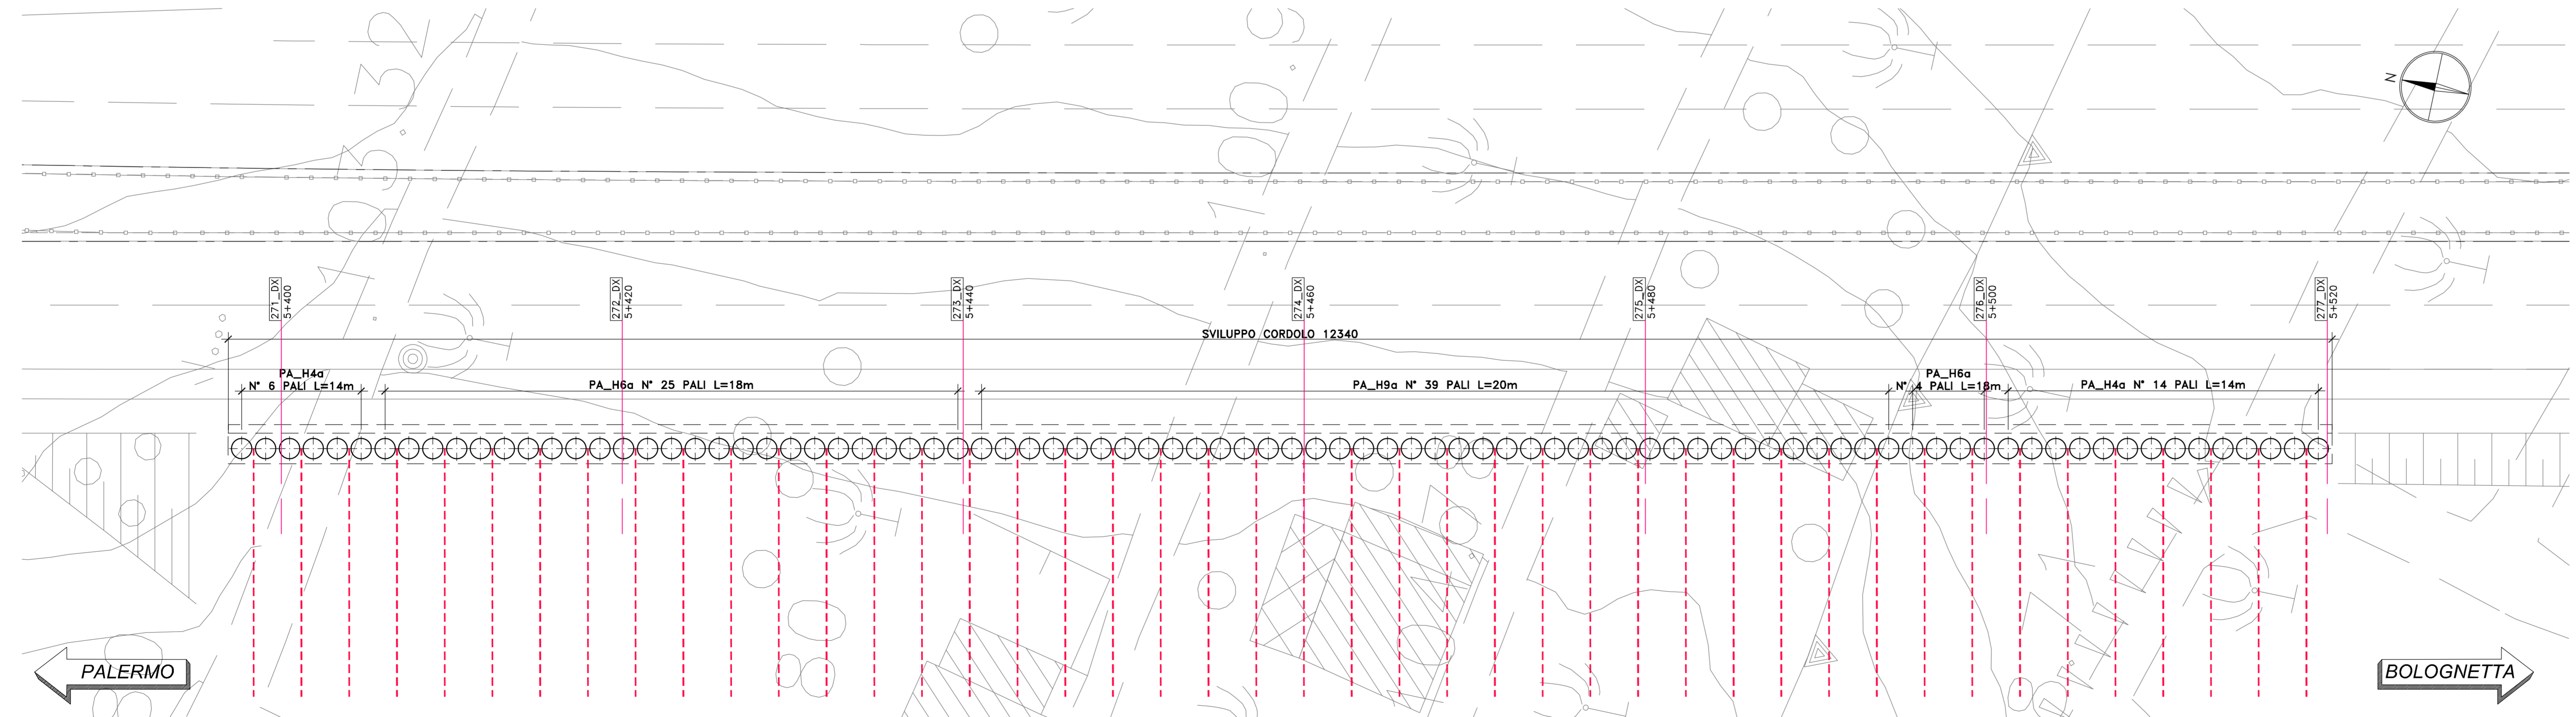 N
271_DX
5+400
272_DX
5+420
273_DX
5+440
274_DX
5+460
275_DX
5+480
276_DX
5+500
277_DX
5+520
SVILUPPO CORDOLO 12340
PA_H4a
N° 6 PALI L=14m
PA_H6a N° 25 PALI L=18m
PA_H9a N° 39 PALI L=20m
PA_H6a
N° 4 PALI L=18m
PA_H4a N° 14 PALI L=14m
PALERMO
BOLOGNETTA